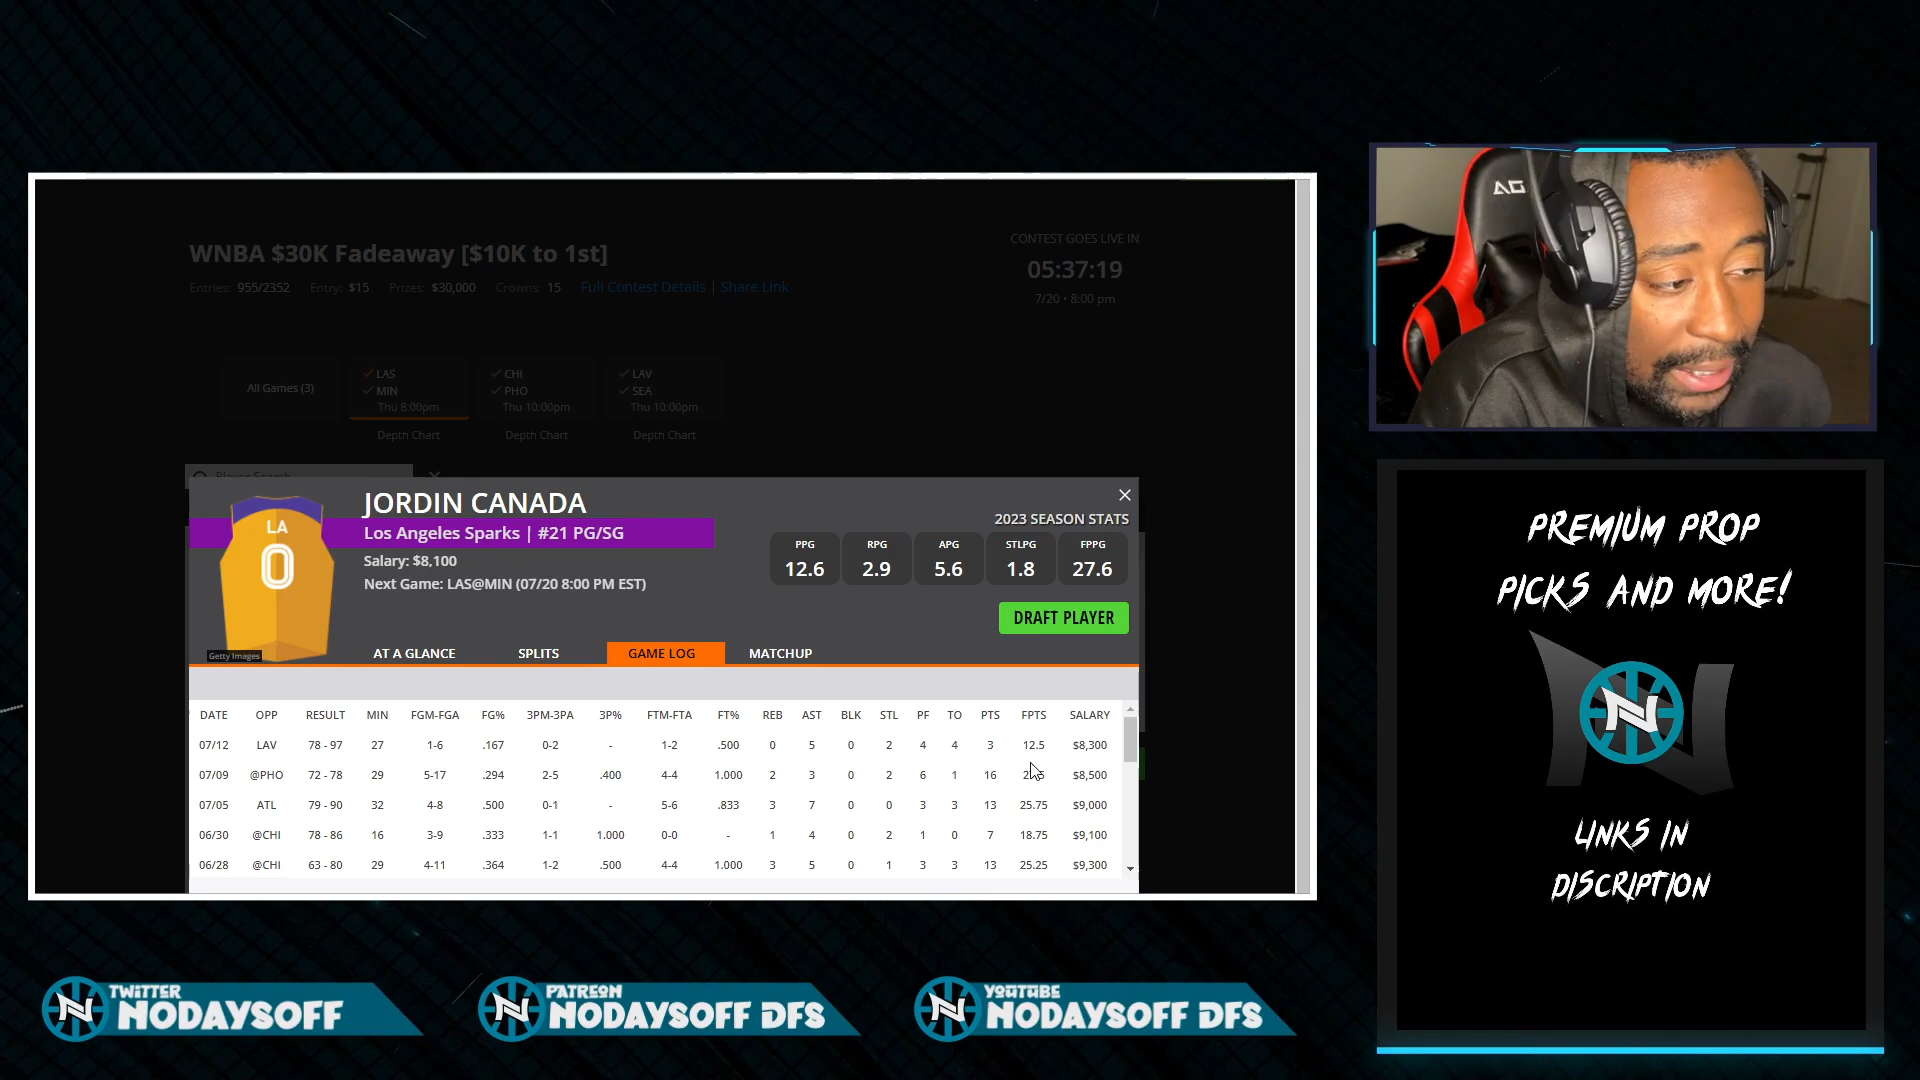 WNBA $30K Fadeaway [$10K to 1st]
Entries: 955/2352 Entry: $15 Prizes: $30,000 Crowns: 15 Full Contest Details | Share Link
CONTEST GOES LIVE IN
05:37:19
7/20 • 8:00 pm
All Games (3)
LAS
MIN
Thu 8:00pm
Depth Chart
CHI
PHO
Thu 10:00pm
Depth Chart
LAV
SEA
Thu 10:00pm
Depth Chart
Player Search
LA
0
Getty Images
JORDIN CANADA
Los Angeles Sparks | #21 PG/SG
Salary: $8,100
Next Game: LAS@MIN (07/20 8:00 PM EST)
2023 SEASON STATS
PPG RPG APG STLPG FPPG
12.6 2.9 5.6 1.8 27.6
DRAFT PLAYER
AT A GLANCE SPLITS GAME LOG MATCHUP
DATE OPP RESULT MIN FGM-FGA FG% 3PM-3PA 3P% FTM-FTA FT% REB AST BLK STL PF TO PTS FPTS SALARY
07/12 LAV 78 - 97 27 1-6 .167 0-2 - 1-2 .500 0 5 0 2 4 4 3 12.5 $8,300
07/09 @PHO 72 - 78 29 5-17 .294 2-5 .400 4-4 1.000 2 3 0 2 6 1 16 $8,500
07/05 ATL 79 - 90 32 4-8 .500 0-1 - 5-6 .833 3 7 0 0 3 3 13 25.75 $9,000
06/30 @CHI 78 - 86 16 3-9 .333 1-1 1.000 0-0 - 1 4 0 2 1 0 7 18.75 $9,100
06/28 @CHI 63 - 80 29 4-11 .364 1-2 .500 4-4 1.000 3 5 0 1 3 3 13 25.25 $9,300
AG
PREMIUM PROP
PICKS AND MORE!
N
LINKS IN
DISCRIPTION
TWITTER
NODAYSOFF
PATREON
NODAYSOFF DFS
YOUTUBE
NODAYSOFF DFS